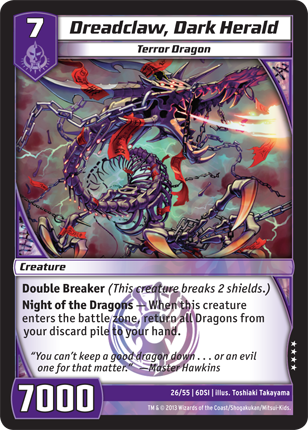 7
Dreadclaw, Dark Herald
Terror Dragon
Creature
Double Breaker (This creature breaks 2 shields.)
Night of the Dragons — When this creature
enters the battle zone, return all Dragons from
your discard pile to your hand.
“You can't keep a good dragon down . . . or an evil
one for that matter.” —Master Hawkins
7000
26/55 | 6DSI | Illus. Toshiaki Takayama
TM & © 2013 Wizards of the Coast/Shogakukan/Mitsui-Kids.